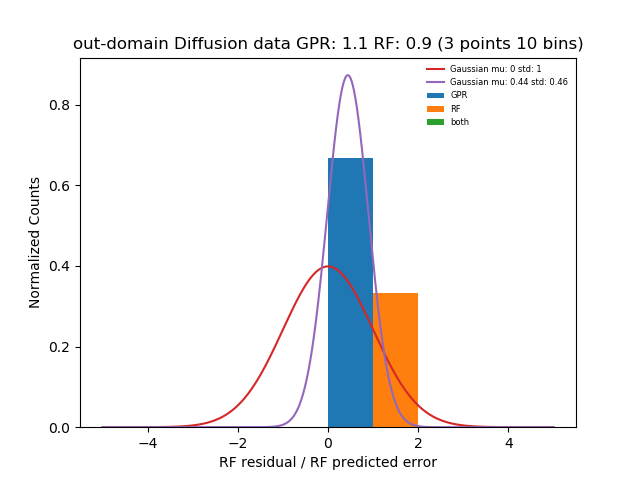 out-domain Diffusion data GPR: 1.1 RF: 0.9 (3 points 10 bins)
Gaussian mu: 0 std: 1
Gaussian mu: 0.44 std: 0.46
GPR
RF
both
Normalized Counts
0.8
0.6
0.4
0.2
0.0
−4 −2 0 2 4
RF residual / RF predicted error